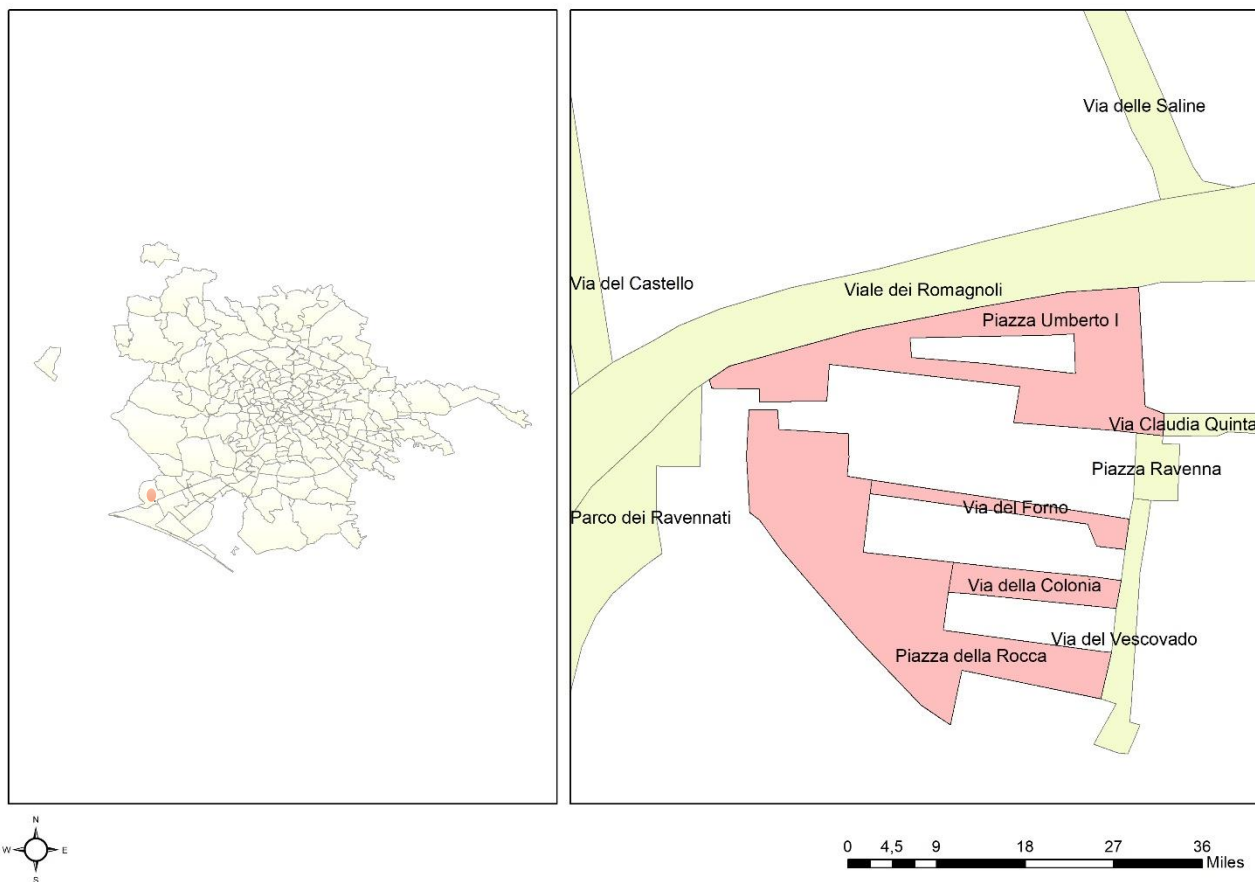 Via delle Saline
Via del Castello
Viale dei Romagnoli
Piazza Umberto I
Via Claudia Quinta
Piazza Ravenna
Via del Forno
Parco dei Ravennati
Via della Colonia
Via del Vescovado
Piazza della Rocca
N
W E
S
0 4,5 9 18 27 36
Miles